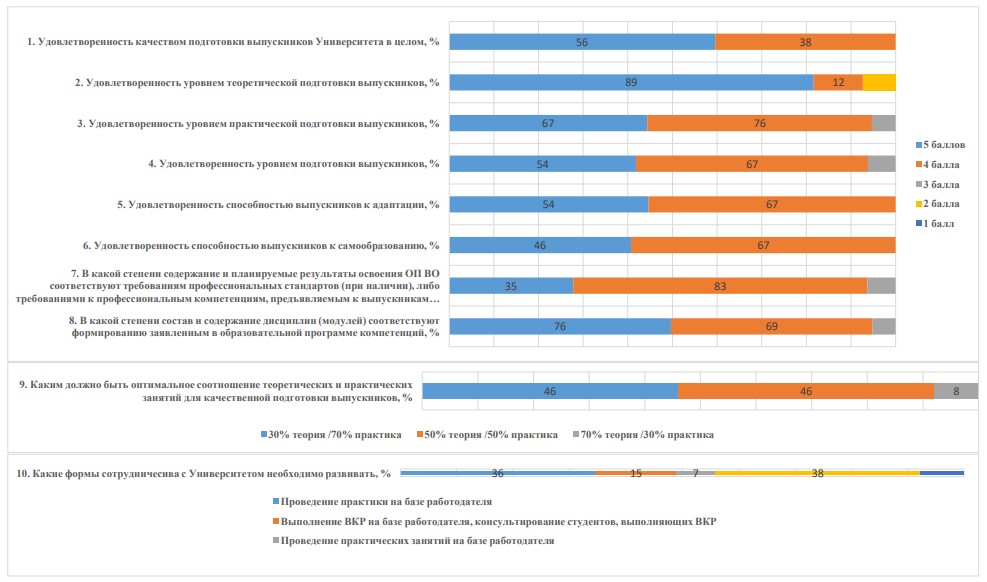 1. Удовлетворенность качеством подготовки выпускников Университета в целом, %
56
38
2. Удовлетворенность уровнем теоретической подготовки выпускников, %
89
12
3. Удовлетворенность уровнем практической подготовки выпускников, %
67
76
4. Удовлетворенность уровнем подготовки выпускников, %
54
67
5. Удовлетворенность способностью выпускников к адаптации, %
54
67
6. Удовлетворенность способностью выпускников к самообразованию, %
46
67
7. В какой степени содержание и планируемые результаты освоения ОП ВО
соответствуют требованиям профессиональных стандартов (при наличии), либо
требованиями к профессиональным компетенциям, предъявляемым к выпускникам…
35
83
8. В какой степени состав и содержание дисциплин (модулей) соответствуют
формированию заявленным в образовательной программе компетенций, %
76
69
5 баллов
4 балла
3 балла
2 балла
1 балл
9. Каким должно быть оптимальное соотношение теоретических и практических
занятий для качественной подготовки выпускников, %
46
46
8
30% теория /70% практика
50% теория /50% практика
70% теория /30% практика
10. Какие формы сотрудничесива с Университетом необходимо развивать, %
36
15
7
38
Проведение практики на базе работодателя
Выполнение ВКР на базе работодателя, консультирование студентов, выполняющих ВКР
Проведение практических занятий на базе работодателя